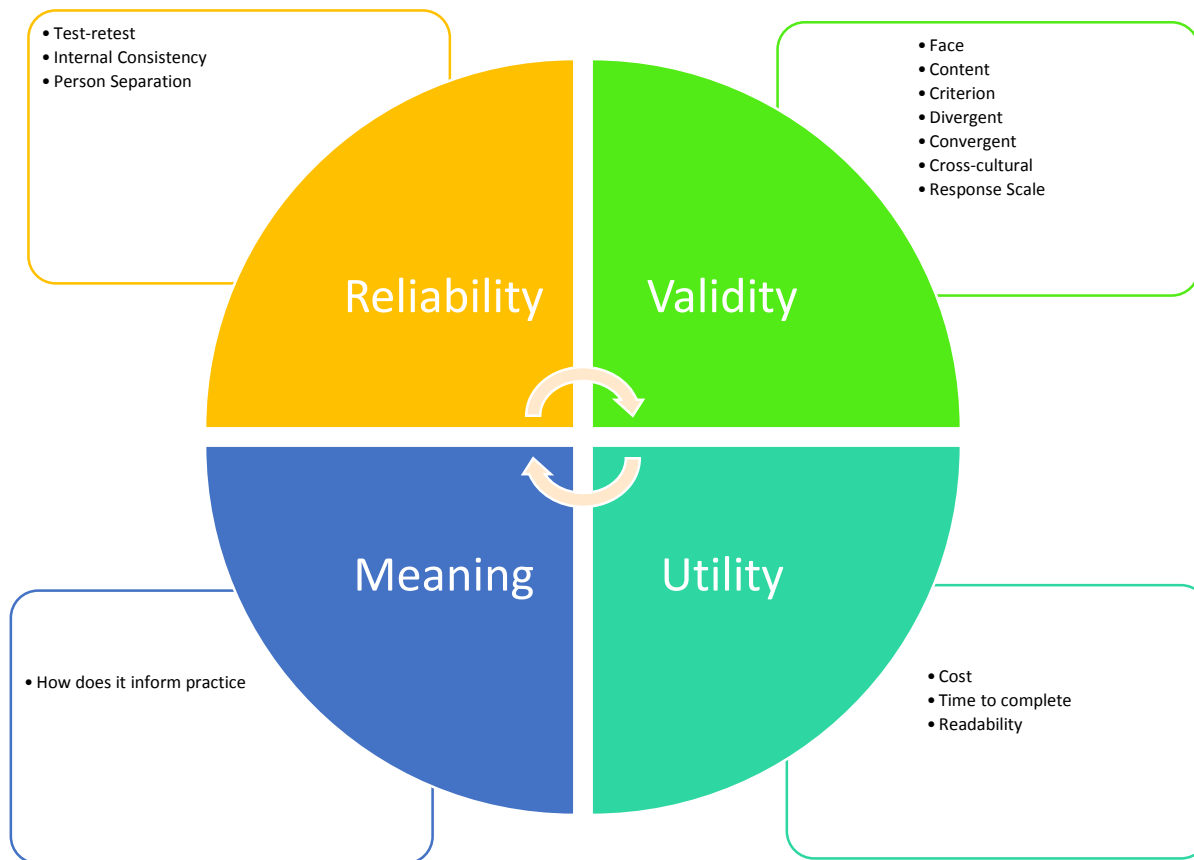 • Test-retest
• Internal Consistency
• Person Separation
• Face
• Content
• Criterion
• Divergent
• Convergent
• Cross-cultural
• Response Scale
Reliability
Validity
Meaning
Utility
• How does it inform practice
• Cost
• Time to complete
• Readability